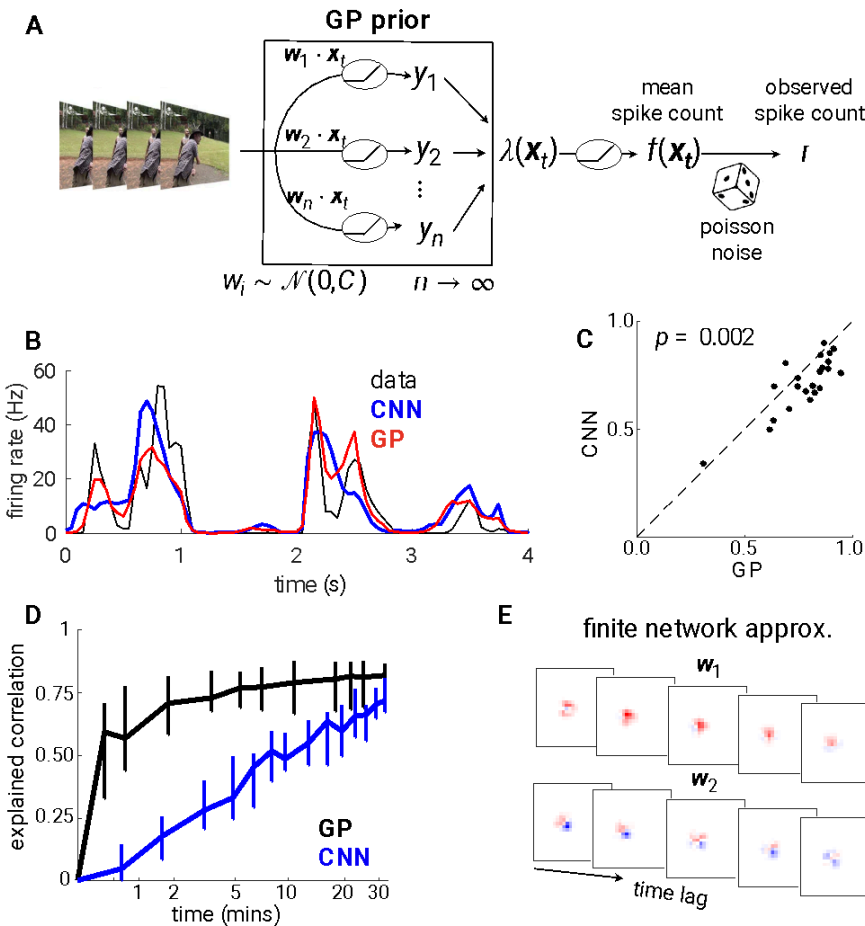 A
GP prior
w1 · xt
y1
w2 · xt
y2
⋮
wn · xt
yn
wi ~ 𝒩(0,C)
n → ∞
λ(xt)
f(xt)
mean
spike count
observed
spike count
r
poisson
noise
B
firing rate (Hz)
60
40
20
0
data
CNN
GP
0 1 2 3 4
time (s)
C
p = 0.002
CNN
1.0
0.5
0.0 0.5 1.0
GP
D
explained correlation
1
0.75
0.50
0.25
0
GP
CNN
1 2 5 10 20 30
time (mins)
E
finite network approx.
w1
w2
time lag